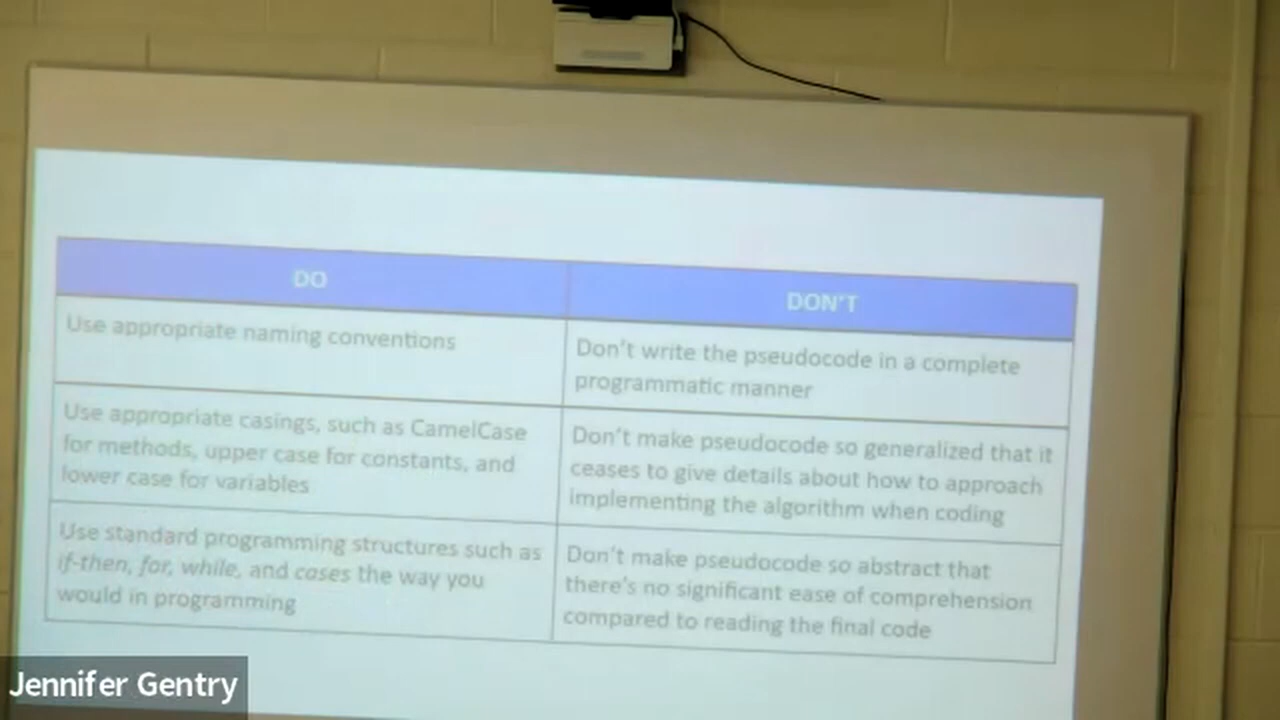 DO
DON'T
Use appropriate naming conventions
Don't write the pseudocode in a complete
programmatic manner
Use appropriate casings, such as CamelCase
for methods, upper case for constants, and
lower case for variables
Don't make pseudocode so generalized that it
ceases to give details about how to approach
implementing the algorithm when coding
Use standard programming structures such as
if-then, for, while, and cases the way you
would in programming
Don't make pseudocode so abstract that
there's no significant ease of comprehension
compared to reading the final code
Jennifer Gentry